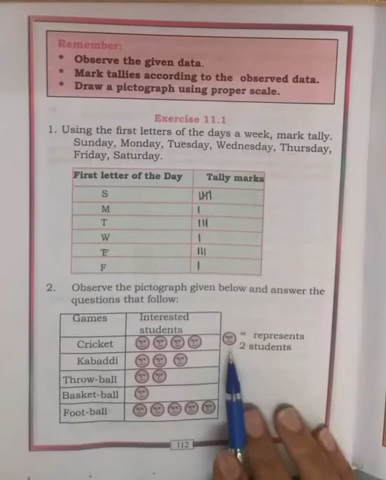 Remember:
* Observe the given data.
* Mark tallies according to the observed data.
* Draw a pictograph using proper scale.
Exercise 11.1
1. Using the first letters of the days a week, mark tally.
Sunday, Monday, Tuesday, Wednesday, Thursday,
Friday, Saturday.
First letter of the Day Tally marks
S
M I
T III
W I
F I
2. Observe the pictograph given below and answer the
questions that follow:
Games Interested
students
Cricket
Kabaddi
Throw-ball
Basket-ball
Foot-ball
= represents
2 students
112